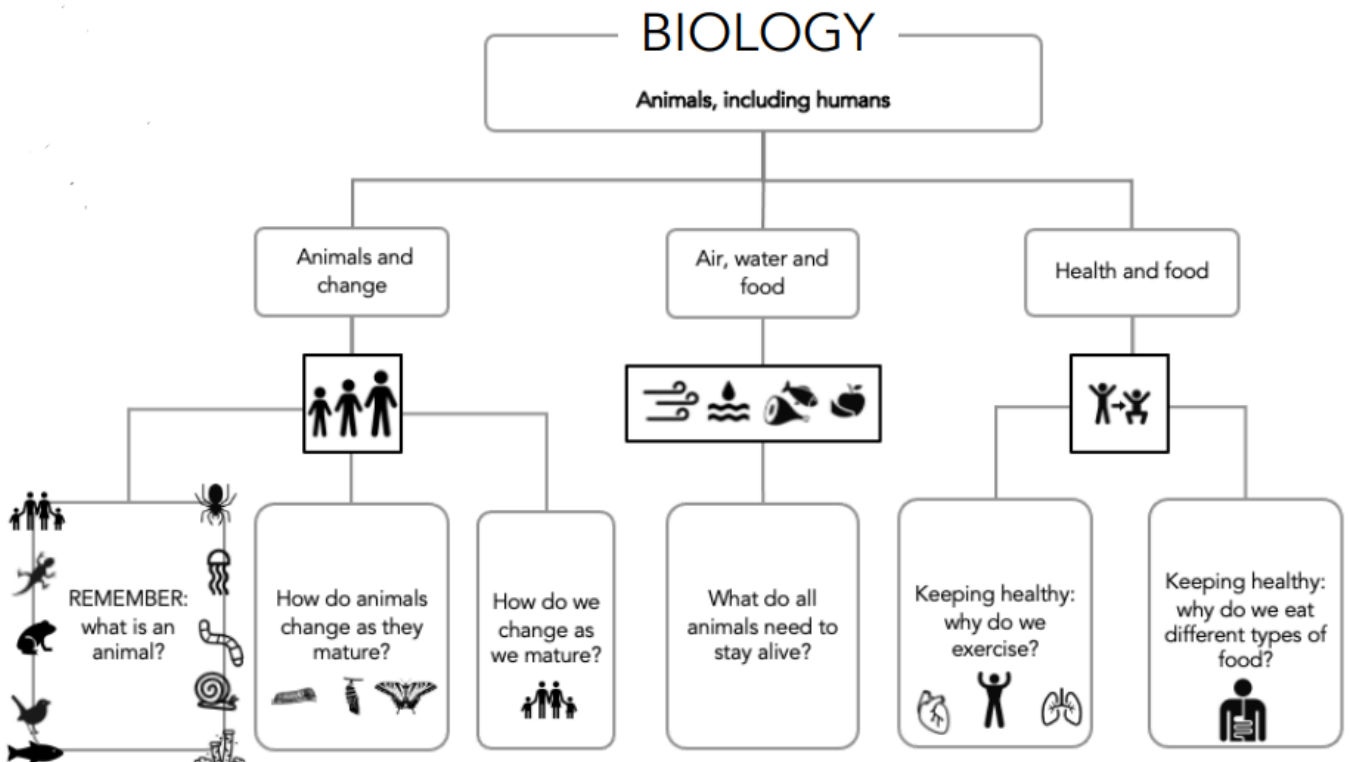 BIOLOGY
Animals, including humans
Animals and
change
Air, water and
food
Health and food
REMEMBER:
what is an
animal?
How do animals
change as they
mature?
How do we
change as
we mature?
What do all
animals need to
stay alive?
Keeping healthy:
why do we
exercise?
Keeping healthy:
why do we eat
different types of
food?